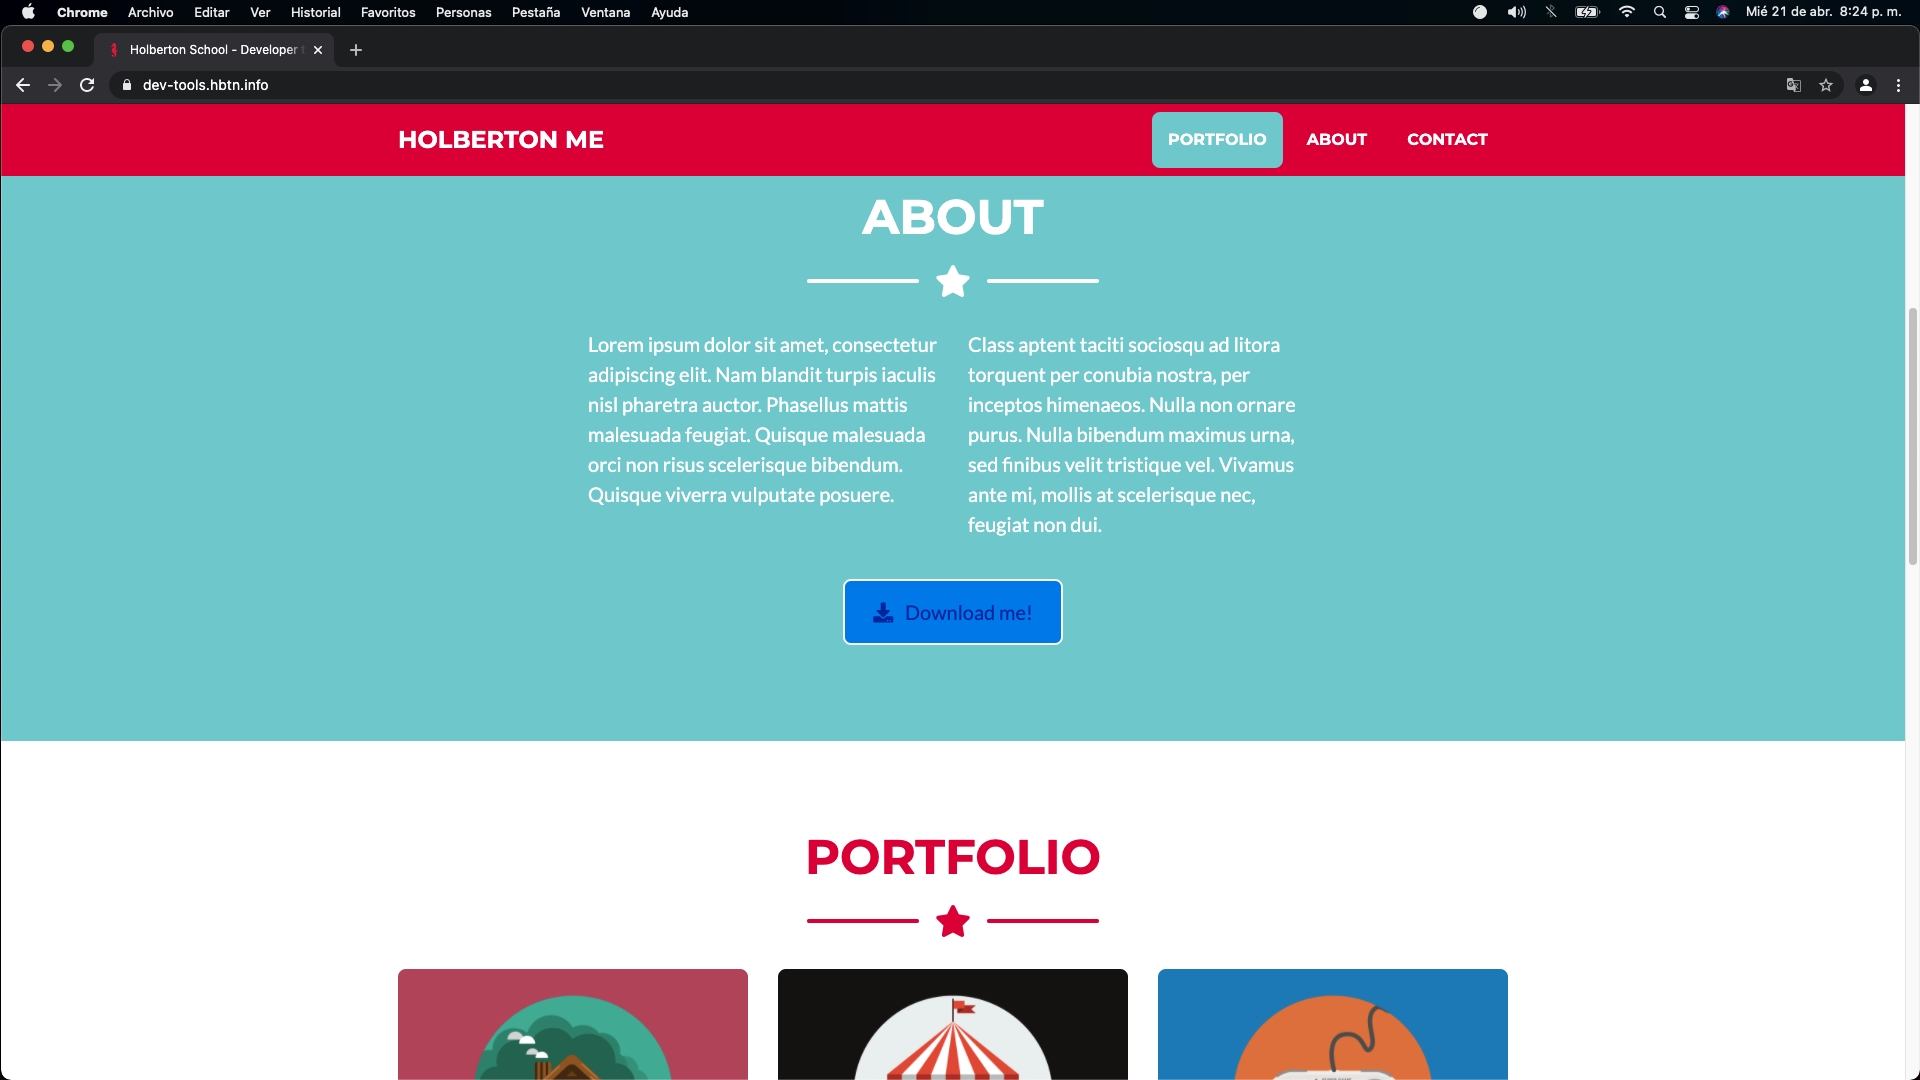 Chrome Archivo Editar Ver Historial Favoritos Personas Pestaña Ventana Ayuda Mié 21 de abr. 8:24 p. m.
Holberton School - Developer
dev-tools.hbtn.info
HOLBERTON ME PORTFOLIO ABOUT CONTACT
ABOUT
Lorem ipsum dolor sit amet, consectetur
adipiscing elit. Nam blandit turpis iaculis
nisl pharetra auctor. Phasellus mattis
malesuada feugiat. Quisque malesuada
orci non risus scelerisque bibendum.
Quisque viverra vulputate posuere.
Class aptent taciti sociosqu ad litora
torquent per conubia nostra, per
inceptos himenaeos. Nulla non ornare
purus. Nulla bibendum maximus urna,
sed finibus velit tristique vel. Vivamus
ante mi, mollis at scelerisque nec,
feugiat non dui.
Download me!
PORTFOLIO